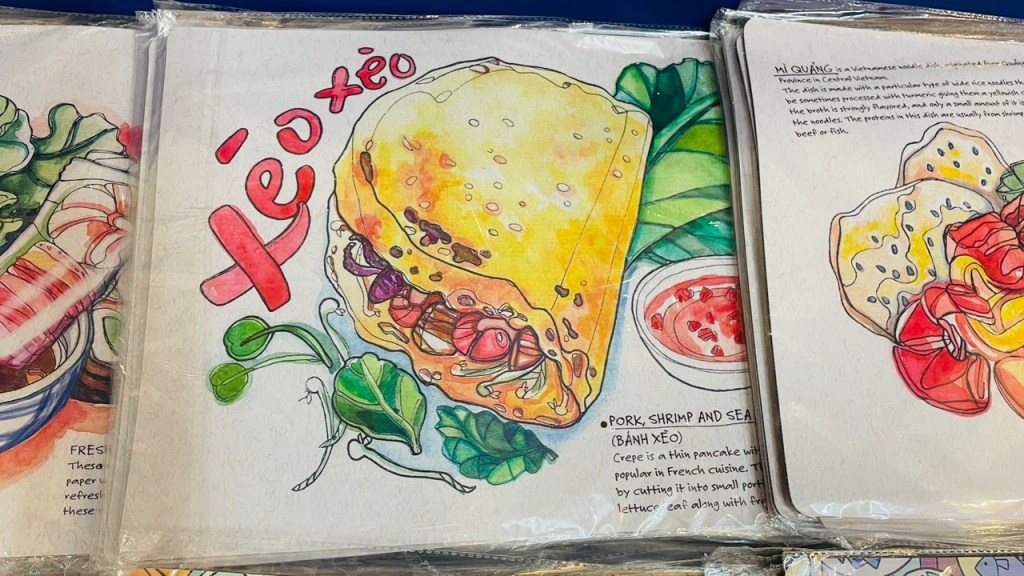 xèo xèo
FRESH
These
paper
refresh
these
PORK, SHRIMP AND SEA
(BÁNH XÈO)
Crepe is a thin pancake wit
popular in French cuisine. Th
by cutting it into small port
lettuce leaf along with fre
MÌ QUẢNG is a Vietnamese noodle dish, originated from Quảng
Province in Central Vietnam.
The dish is made with a particular type of wide rice noodles th
be sometimes processed with turmeric giving them a yellowish
the broth is strongly flavored, and only a small amount of it is
the noodles. The proteins in this dish are usually from shrimp
beef or fish.